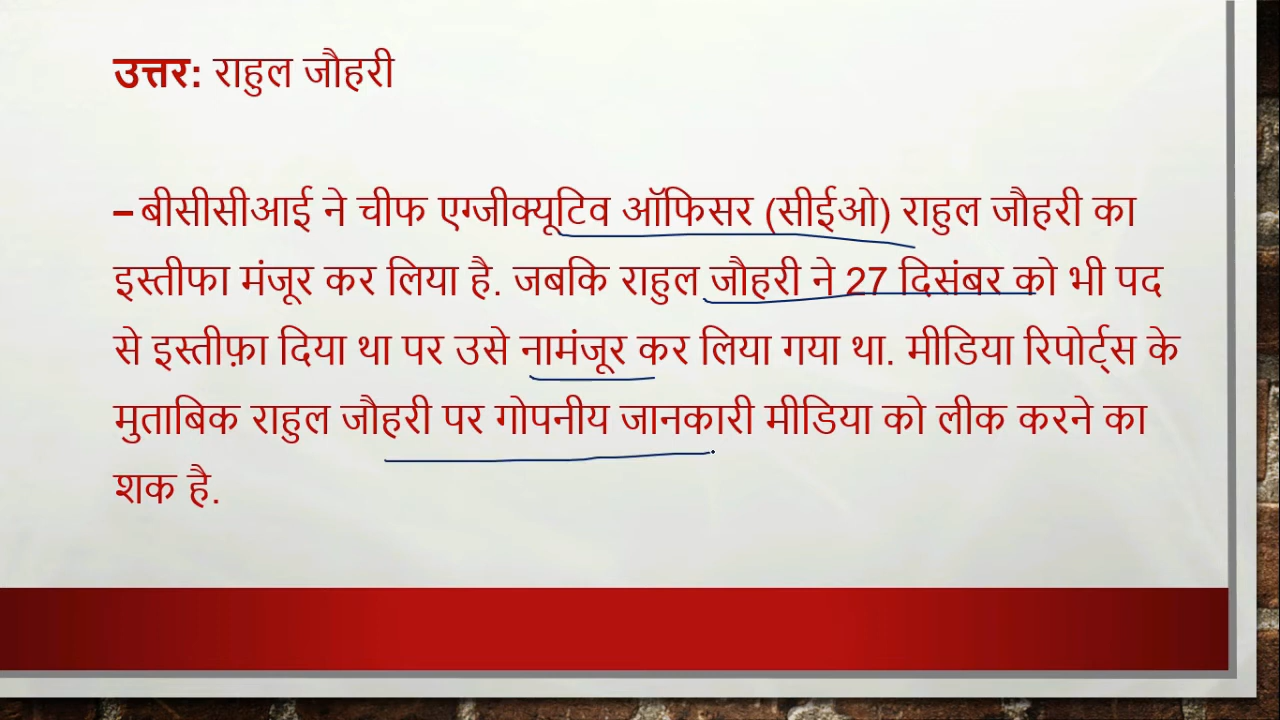 उत्तर: राहुल जौहरी
– बीसीसीआई ने चीफ एग्जीक्यूटिव ऑफिसर (सीईओ) राहुल जौहरी का
इस्तीफा मंजूर कर लिया है. जबकि राहुल जौहरी ने 27 दिसंबर को भी पद
से इस्तीफ़ा दिया था पर उसे नामंजूर कर लिया गया था. मीडिया रिपोर्ट्स के
मुताबिक राहुल जौहरी पर गोपनीय जानकारी मीडिया को लीक करने का
शक है.